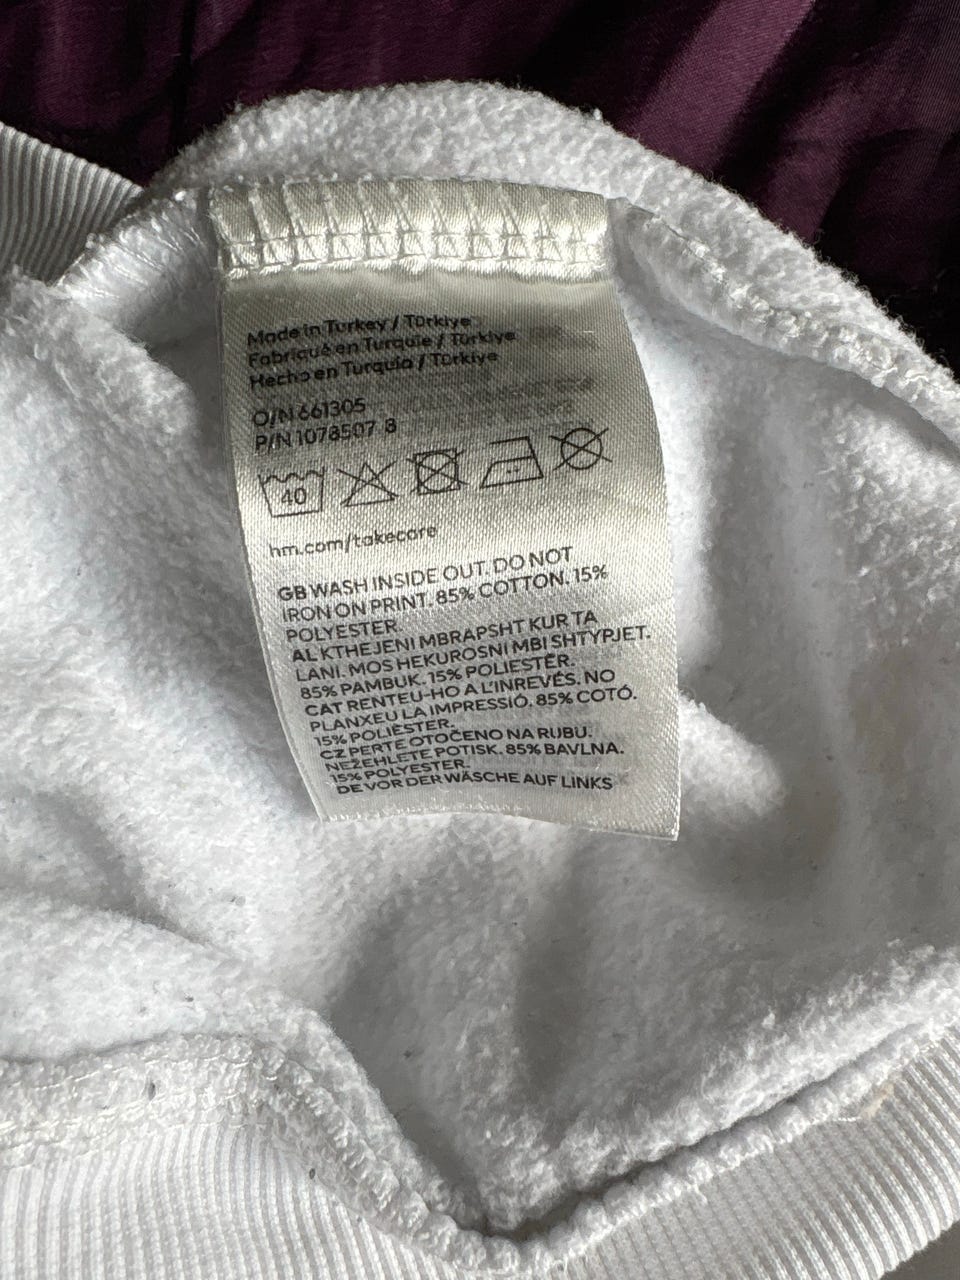 Made in Turkey / Türkiye
Fabriqué en Turquie / Türkiye
Hecho en Turquía / Türkiye
O/N 661305
P/N 1078507 8
40
hm.com/takecare
GB WASH INSIDE OUT. DO NOT
IRON ON PRINT. 85% COTTON. 15%
POLYESTER
AL KTHEJENI MBRAPSHT KUR TA
LANI. MOS HEKUROSNI MBI SHTYPJET.
85% PAMBUK. 15% POLIESTËR.
CAT RENTEU-HO A L'INREVÉS. NO
PLANXEU LA IMPRESSIÓ. 85% COTÓ.
15% POLIÈSTER.
CZ PERTE OTOČENO NA RUBU.
NEŽEHLETE POTISK. 85% BAVLNA.
15% POLYESTER.
DE VOR DER WÄSCHE AUF LINKS